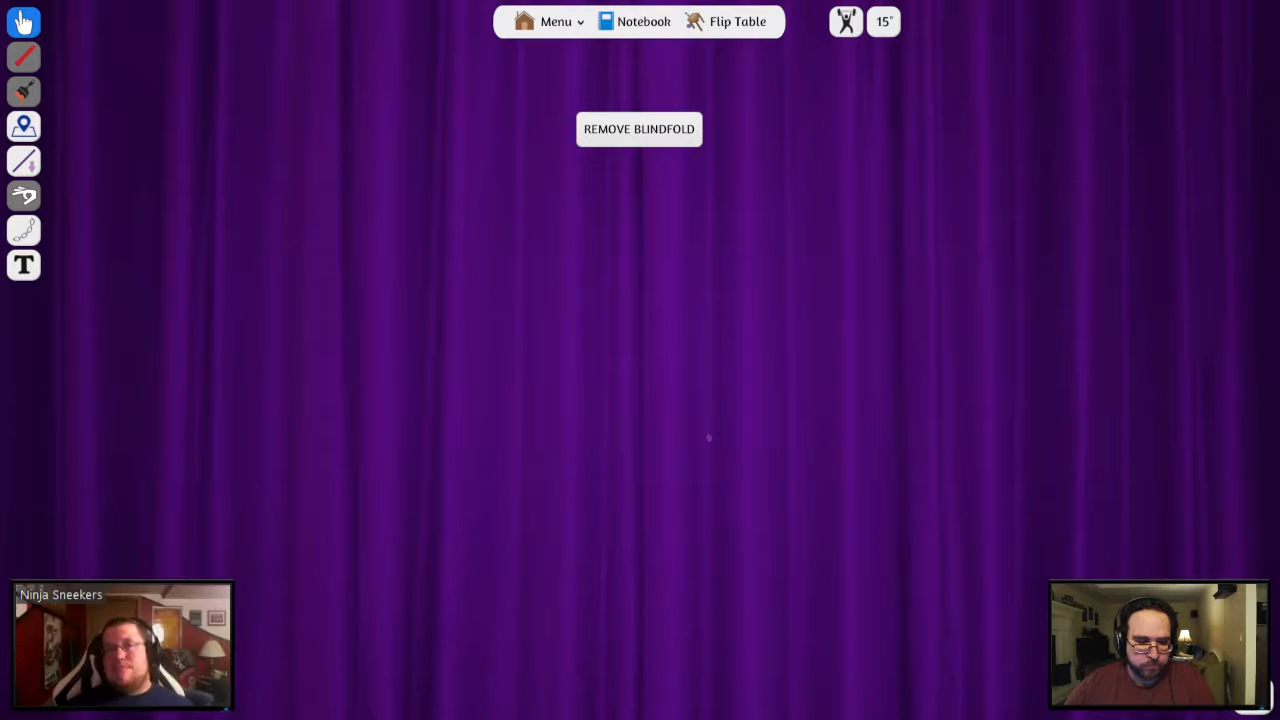 Menu
Notebook
Flip Table
15°
REMOVE BLINDFOLD
T
Ninja Sneekers